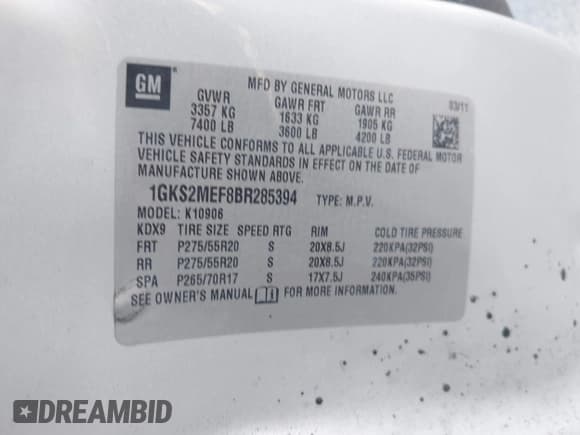 GM
MFD BY GENERAL MOTORS LLC
03/11
GVWR GAWR FRT GAWR RR
3357 KG 1633 KG 1905 KG
7400 LB 3600 LB 4200 LB
THIS VEHICLE CONFORMS TO ALL APPLICABLE U.S. FEDERAL MOTOR
VEHICLE SAFETY STANDARDS IN EFFECT ON THE DATE OF
MANUFACTURE SHOWN ABOVE.
1GKS2MEF8BR285394 TYPE: M.P.V.
MODEL: K10906
KDX9 TIRE SIZE SPEED RTG RIM COLD TIRE PRESSURE
FRT P275/55R20 S 20X8.5J 220KPA(32PSI)
RR P275/55R20 S 20X8.5J 220KPA(32PSI)
SPA P265/70R17 S 17X7.5J 240KPA(35PSI)
SEE OWNER'S MANUAL FOR MORE INFORMATION.
DREAMBID